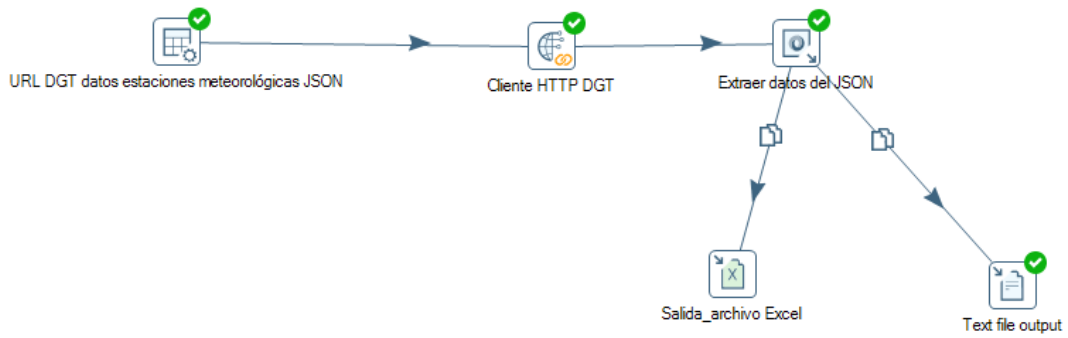 URL DGT datos estaciones meteorológicas JSON
Cliente HTTP DGT
Extraer datos del JSON
X
Salida_archivo Excel
Text file output